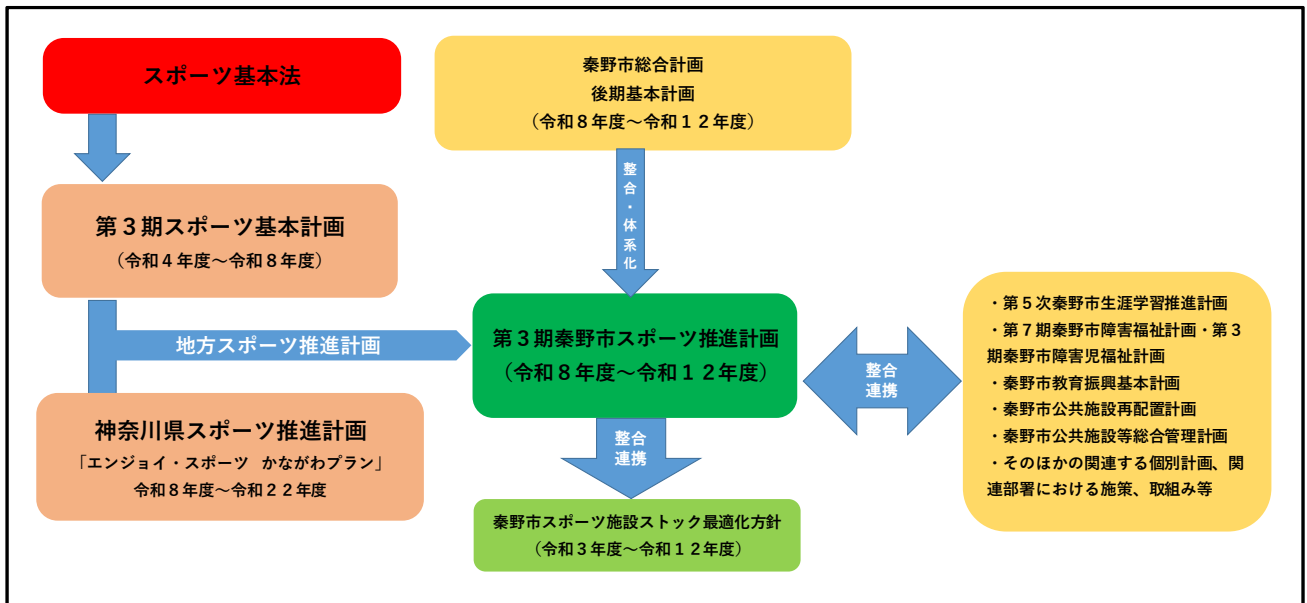 スポーツ基本法
第３期スポーツ基本計画
（令和４年度～令和８年度）
地方スポーツ推進計画
神奈川県スポーツ推進計画
「エンジョイ・スポーツ　かながわプラン」
令和８年度～令和２２年度
秦野市総合計画
後期基本計画
（令和８年度～令和１２年度）
整合・体系化
第３期秦野市スポーツ推進計画
（令和８年度～令和１２年度）
整合
連携
秦野市スポーツ施設ストック最適化方針
（令和３年度～令和１２年度）
整合
連携
・第５次秦野市生涯学習推進計画
・第７期秦野市障害福祉計画・第３
期秦野市障害児福祉計画
・秦野市教育振興基本計画
・秦野市公共施設再配置計画
・秦野市公共施設等総合管理計画
・そのほかの関連する個別計画、関
連部署における施策、取組み等